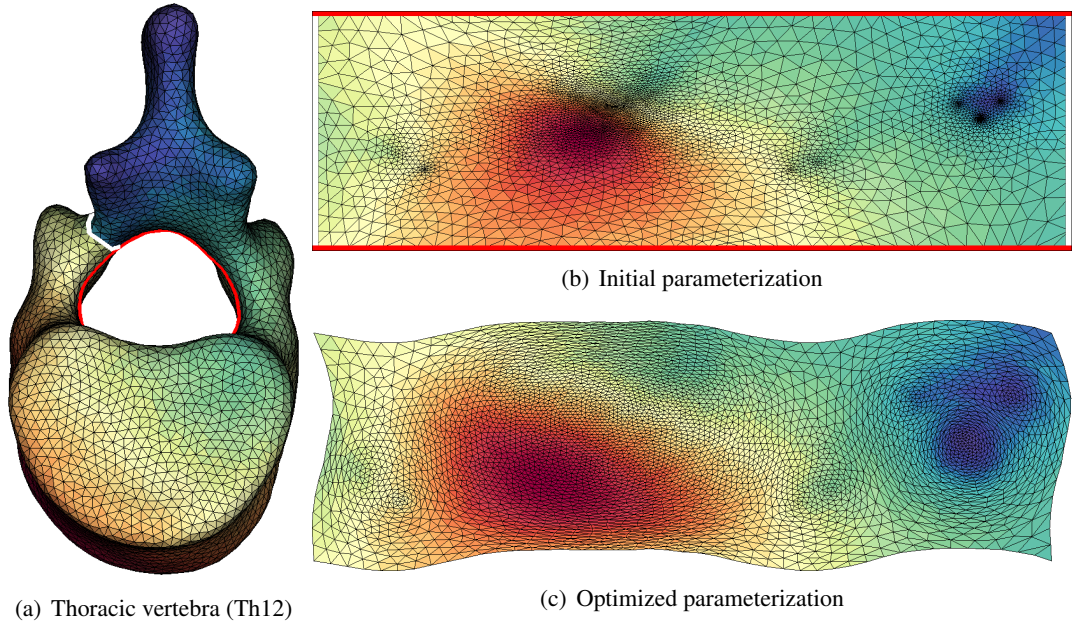 (b) Initial parameterization
(a) Thoracic vertebra (Th12)
(c) Optimized parameterization